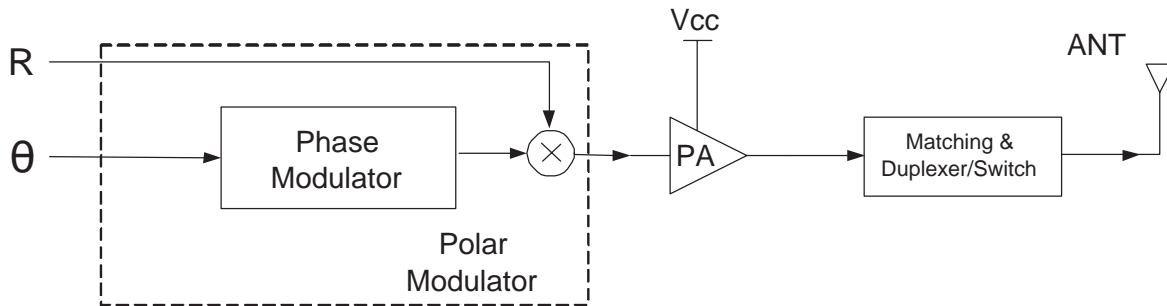 R
θ
Phase
Modulator
Polar
Modulator
Vcc
PA
Matching &
Duplexer/Switch
ANT